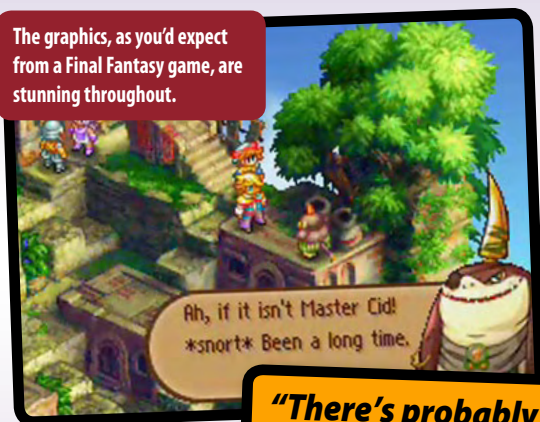 The graphics, as you'd expect
from a Final Fantasy game, are
stunning throughout.
Ah, if it isn't Master Cid!
*snort* Been a long time.
"There's probably